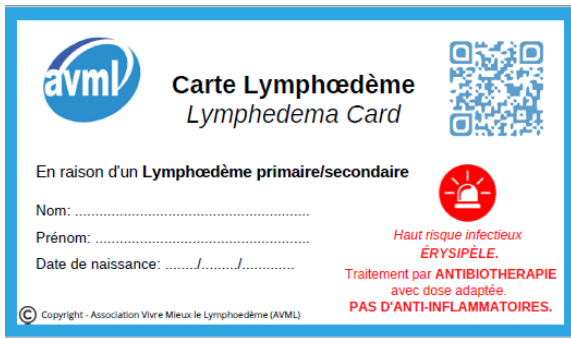 avml
Carte Lymphœdème
Lymphedema Card
En raison d'un Lymphœdème primaire/secondaire
Nom: ..........................................................
Prénom: .....................................................
Date de naissance: ......../........./.............
Haut risque infectieux
ÉRYSIPÈLE.
Traitement par ANTIBIOTHERAPIE
avec dose adaptée.
PAS D'ANTI-INFLAMMATOIRES.
© Copyright - Association Vivre Mieux le Lymphoedème (AVML)